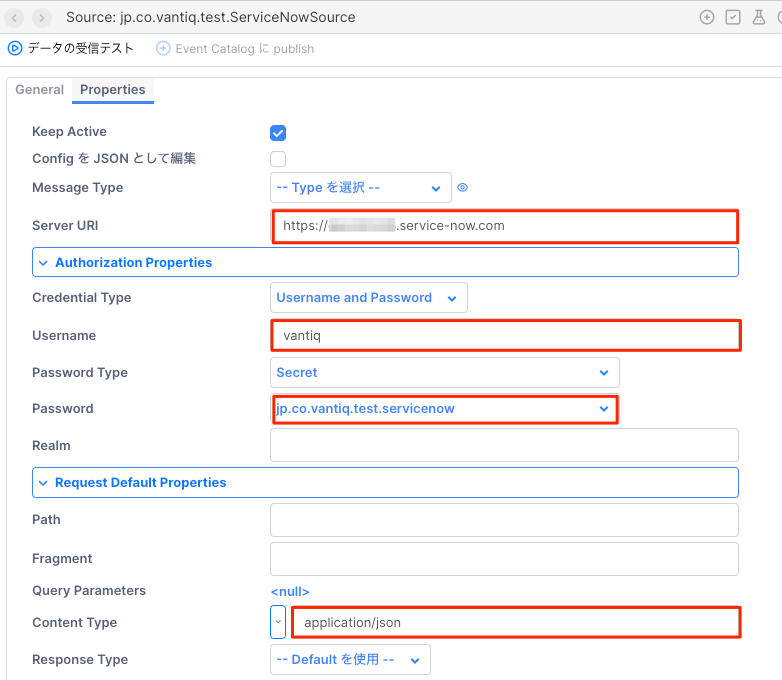 Source: jp.co.vantiq.test.ServiceNowSource
データの受信テスト Event Catalog に publish
General Properties
Keep Active
Config を JSON として編集
Message Type -- Type を選択 --
Server URI https:// .service-now.com
Authorization Properties
Credential Type Username and Password
Username vantiq
Password Type Secret
Password jp.co.vantiq.test.servicenow
Realm
Request Default Properties
Path
Fragment
Query Parameters <null>
Content Type application/json
Response Type -- Default を使用 --